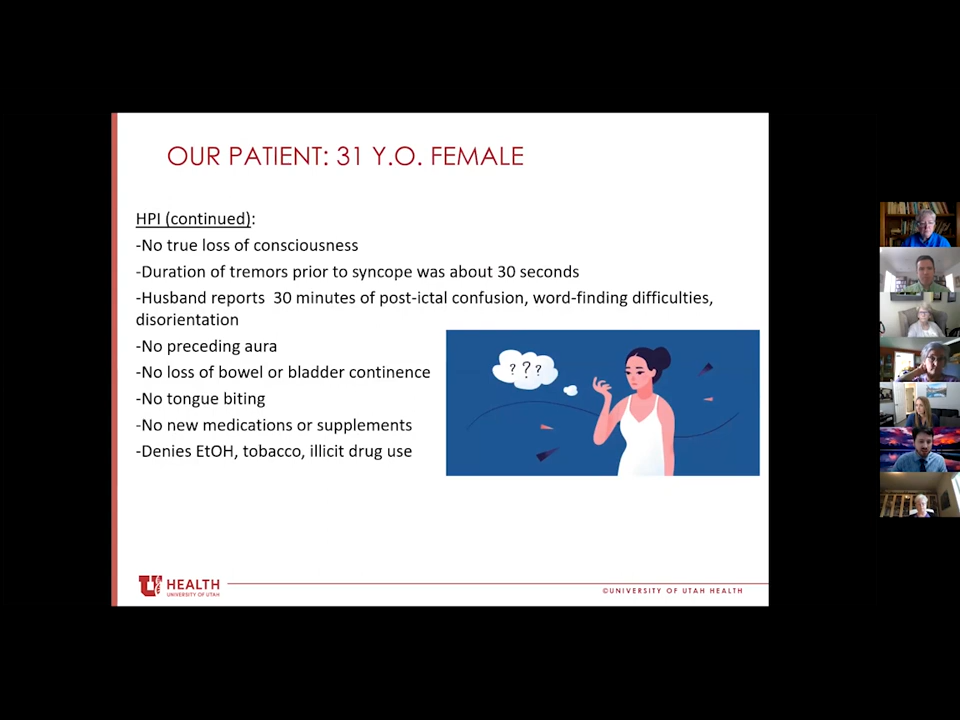 OUR PATIENT: 31 Y.O. FEMALE
HPI (continued):
-No true loss of consciousness
-Duration of tremors prior to syncope was about 30 seconds
-Husband reports  30 minutes of post-ictal confusion, word-finding difficulties,
disorientation
-No preceding aura
-No loss of bowel or bladder continence
-No tongue biting
-No new medications or supplements
-Denies EtOH, tobacco, illicit drug use
? ? ?
U HEALTH
UNIVERSITY OF UTAH
©UNIVERSITY OF UTAH HEALTH